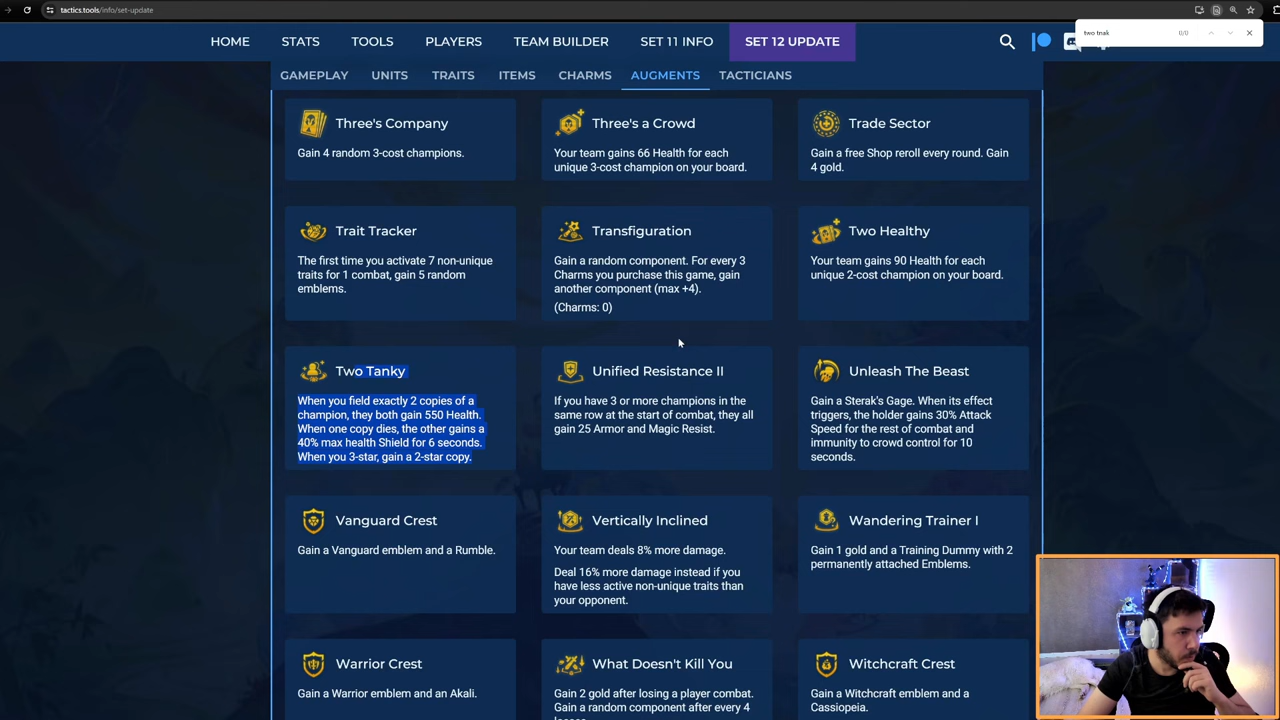 tactics.tools/info/set-update
two tnak
0/0
HOME STATS TOOLS PLAYERS TEAM BUILDER SET 11 INFO SET 12 UPDATE
GAMEPLAY UNITS TRAITS ITEMS CHARMS AUGMENTS TACTICIANS
Three's Company
Gain 4 random 3-cost champions.
Three's a Crowd
Your team gains 66 Health for each
unique 3-cost champion on your board.
Trade Sector
Gain a free Shop reroll every round. Gain
4 gold.
Trait Tracker
The first time you activate 7 non-unique
traits for 1 combat, gain 5 random
emblems.
Transfiguration
Gain a random component. For every 3
Charms you purchase this game, gain
another component (max +4).
(Charms: 0)
Two Healthy
Your team gains 90 Health for each
unique 2-cost champion on your board.
Two Tanky
When you field exactly 2 copies of a
champion, they both gain 550 Health.
When one copy dies, the other gains a
40% max health Shield for 6 seconds.
When you 3-star, gain a 2-star copy.
Unified Resistance II
If you have 3 or more champions in the
same row at the start of combat, they all
gain 25 Armor and Magic Resist.
Unleash The Beast
Gain a Sterak's Gage. When its effect
triggers, the holder gains 30% Attack
Speed for the rest of combat and
immunity to crowd control for 10
seconds.
Vanguard Crest
Gain a Vanguard emblem and a Rumble.
Vertically Inclined
Your team deals 8% more damage.
Deal 16% more damage instead if you
have less active non-unique traits than
your opponent.
Wandering Trainer I
Gain 1 gold and a Training Dummy with 2
permanently attached Emblems.
Warrior Crest
Gain a Warrior emblem and an Akali.
What Doesn't Kill You
Gain 2 gold after losing a player combat.
Gain a random component after every 4
Witchcraft Crest
Gain a Witchcraft emblem and a
Cassiopeia.